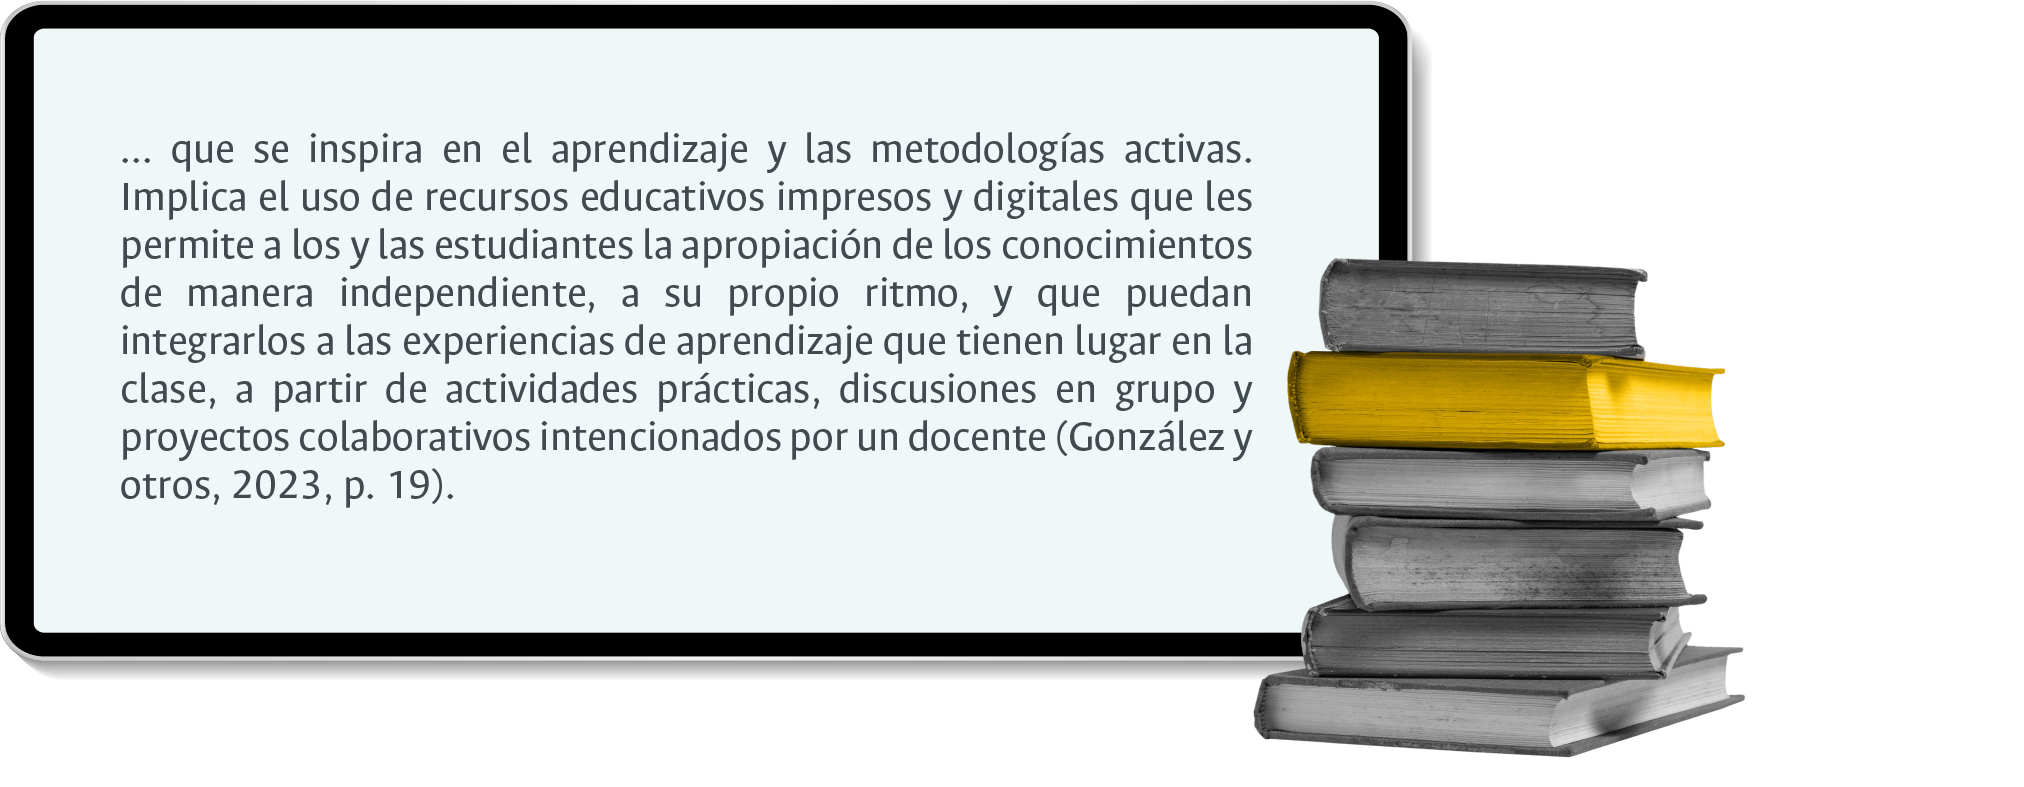 ... que se inspira en el aprendizaje y las metodologías activas.
Implica el uso de recursos educativos impresos y digitales que les
permite a los y las estudiantes la apropiación de los conocimientos
de manera independiente, a su propio ritmo, y que puedan
integrarlos a las experiencias de aprendizaje que tienen lugar en la
clase, a partir de actividades prácticas, discusiones en grupo y
proyectos colaborativos intencionados por un docente (González y
otros, 2023, p. 19).